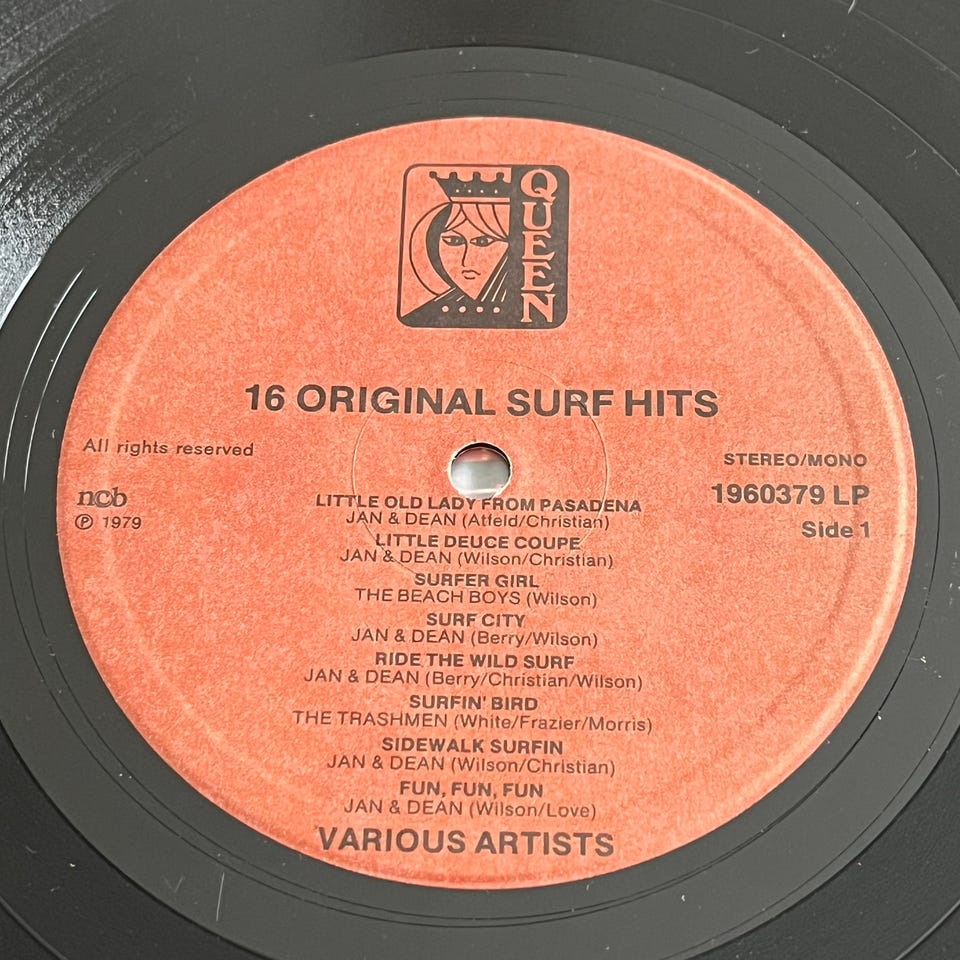 QUEEN
16 ORIGINAL SURF HITS
All rights reserved
ncb
℗ 1979
STEREO/MONO
1960379 LP
Side 1
LITTLE OLD LADY FROM PASADENA
JAN & DEAN (Atfeld/Christian)
LITTLE DEUCE COUPE
JAN & DEAN (Wilson/Christian)
SURFER GIRL
THE BEACH BOYS (Wilson)
SURF CITY
JAN & DEAN (Berry/Wilson)
RIDE THE WILD SURF
JAN & DEAN (Berry/Christian/Wilson)
SURFIN' BIRD
THE TRASHMEN (White/Frazier/Morris)
SIDEWALK SURFIN
JAN & DEAN (Wilson/Christian)
FUN, FUN, FUN
JAN & DEAN (Wilson/Love)
VARIOUS ARTISTS